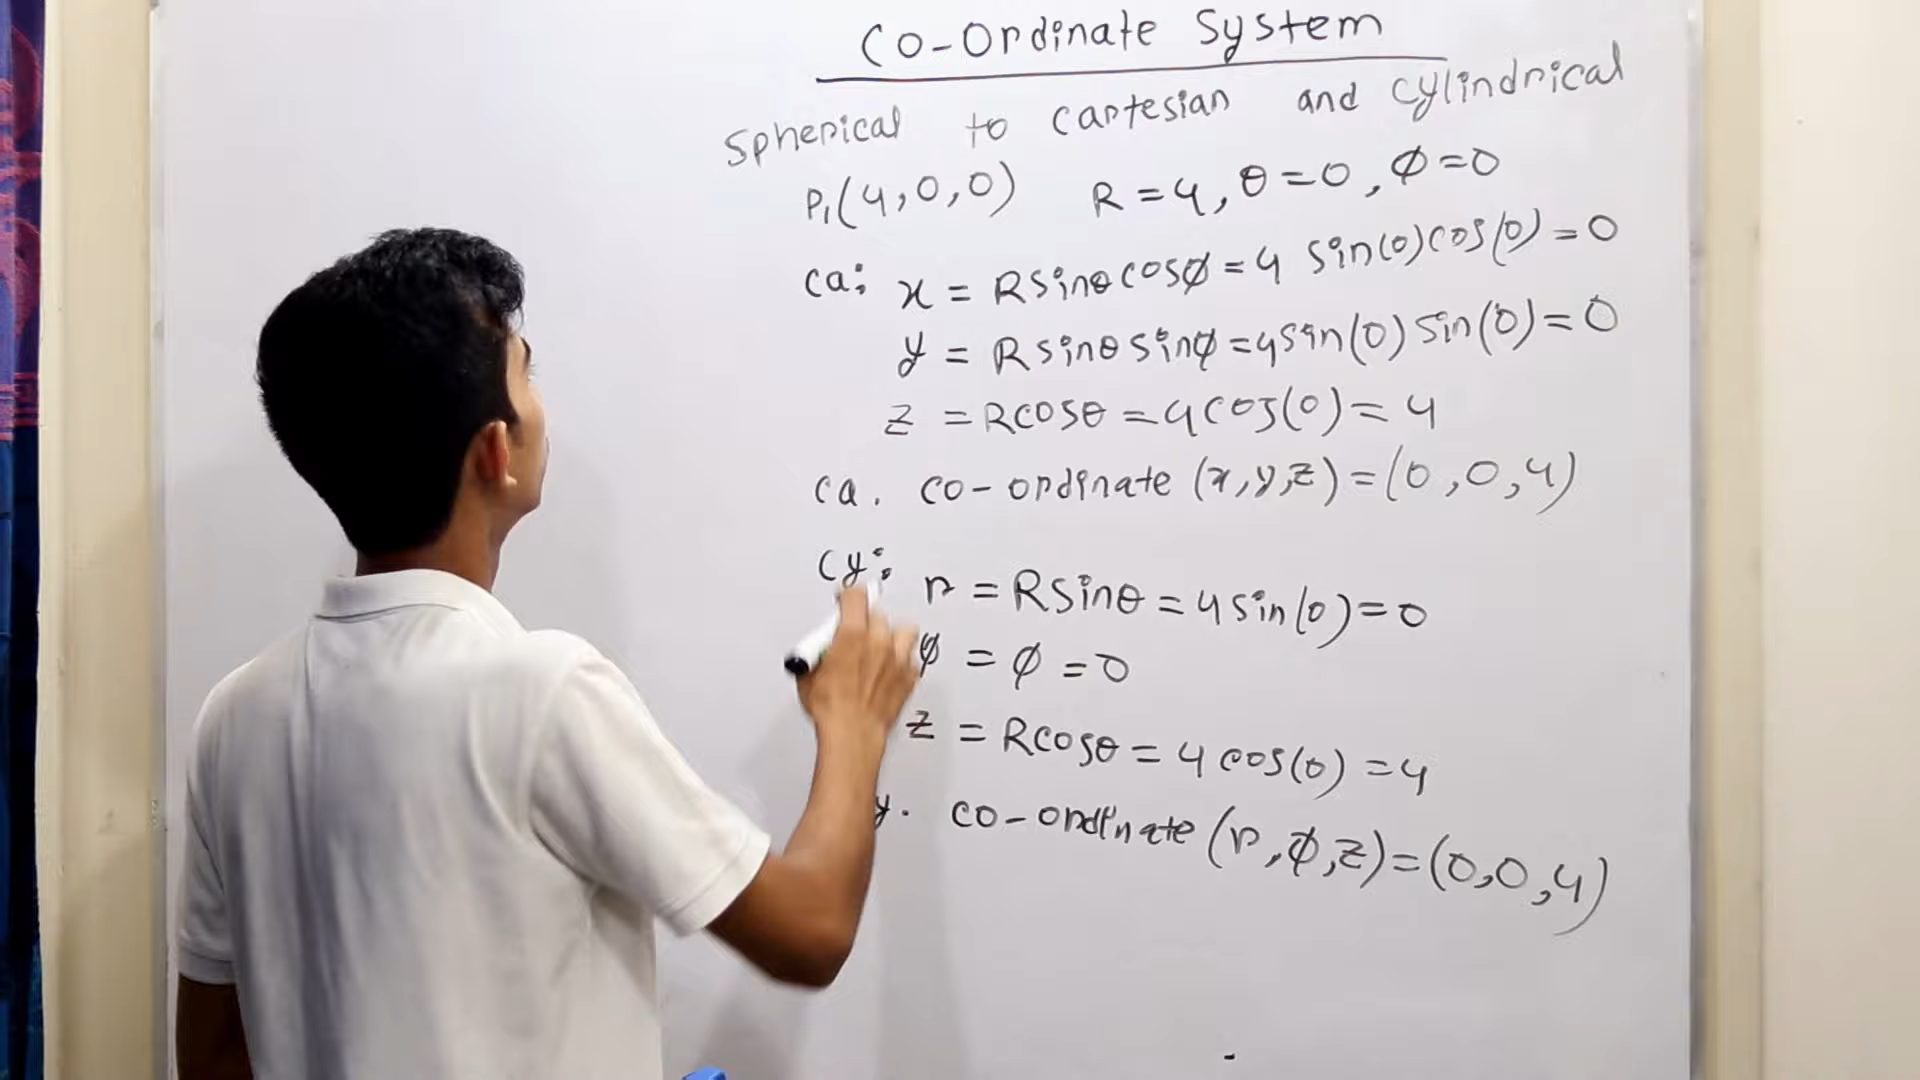 Co-Ordinate System
Spherical to cartesian and cylindrical
P₁(4,0,0) R=4, θ=0, ϕ=0
ca: x = Rsinθcosϕ=4 sin(0)cos(0)=0
y = Rsinθsinϕ=4sin(0)sin(0)=0
z = Rcosθ=4cos(0)=4
ca. co-ordinate (x,y,z)=(0,0,4)
cy: r = Rsinθ=4sin(0)=0
ϕ = ϕ =0
z = Rcosθ=4cos(0)=4
y. co-ordinate (r,ϕ,z)=(0,0,4)